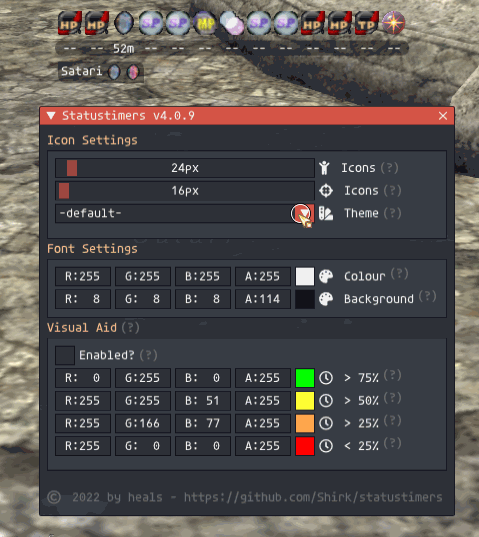 HP HP SP SP MP SP SP HP HP TP
-- -- 52m -- -- -- -- -- -- -- -- -- --
Satari
Statustimers v4.0.9
Icon Settings
24px Icons (?)
16px Icons (?)
-default- Theme (?)
Font Settings
R:255 G:255 B:255 A:255 Colour (?)
R: 8 G: 8 B: 8 A:114 Background (?)
Visual Aid (?)
Enabled? (?)
R: 0 G:255 B: 0 A:255 > 75% (?)
R:255 G:255 B: 51 A:255 > 50% (?)
R:255 G:166 B: 77 A:255 > 25% (?)
R:255 G: 0 B: 0 A:255 < 25% (?)
© 2022 by heals - https://github.com/Shirk/statustimers